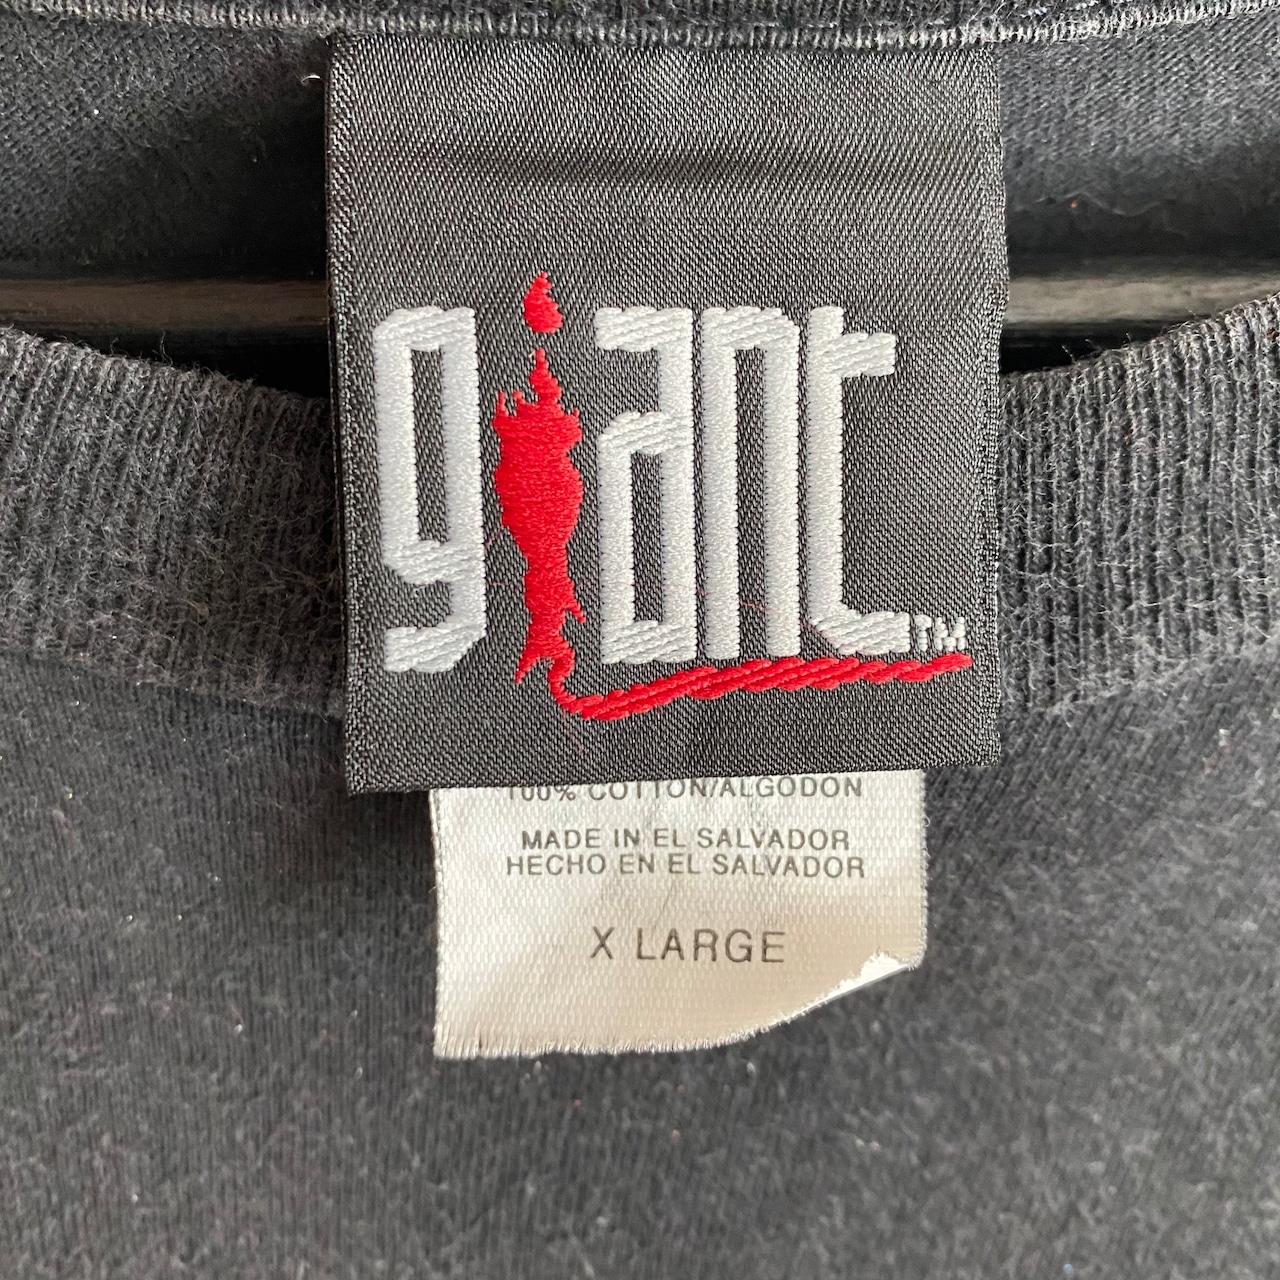 giant
TM
100% COTTON/ALGODON
MADE IN EL SALVADOR
HECHO EN EL SALVADOR
X LARGE